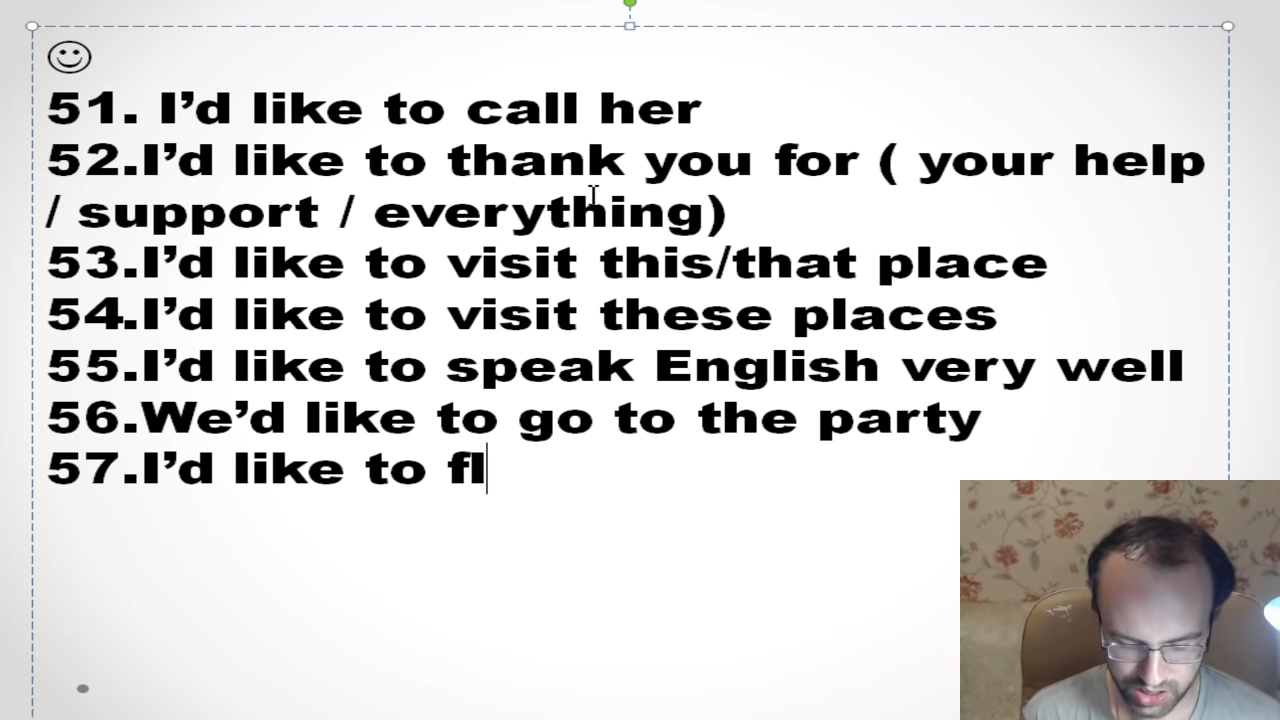 51. I’d like to call her
52.I’d like to thank you for ( your help
/ support / everything)
53.I’d like to visit this/that place
54.I’d like to visit these places
55.I’d like to speak English very well
56.We’d like to go to the party
57.I’d like to fl